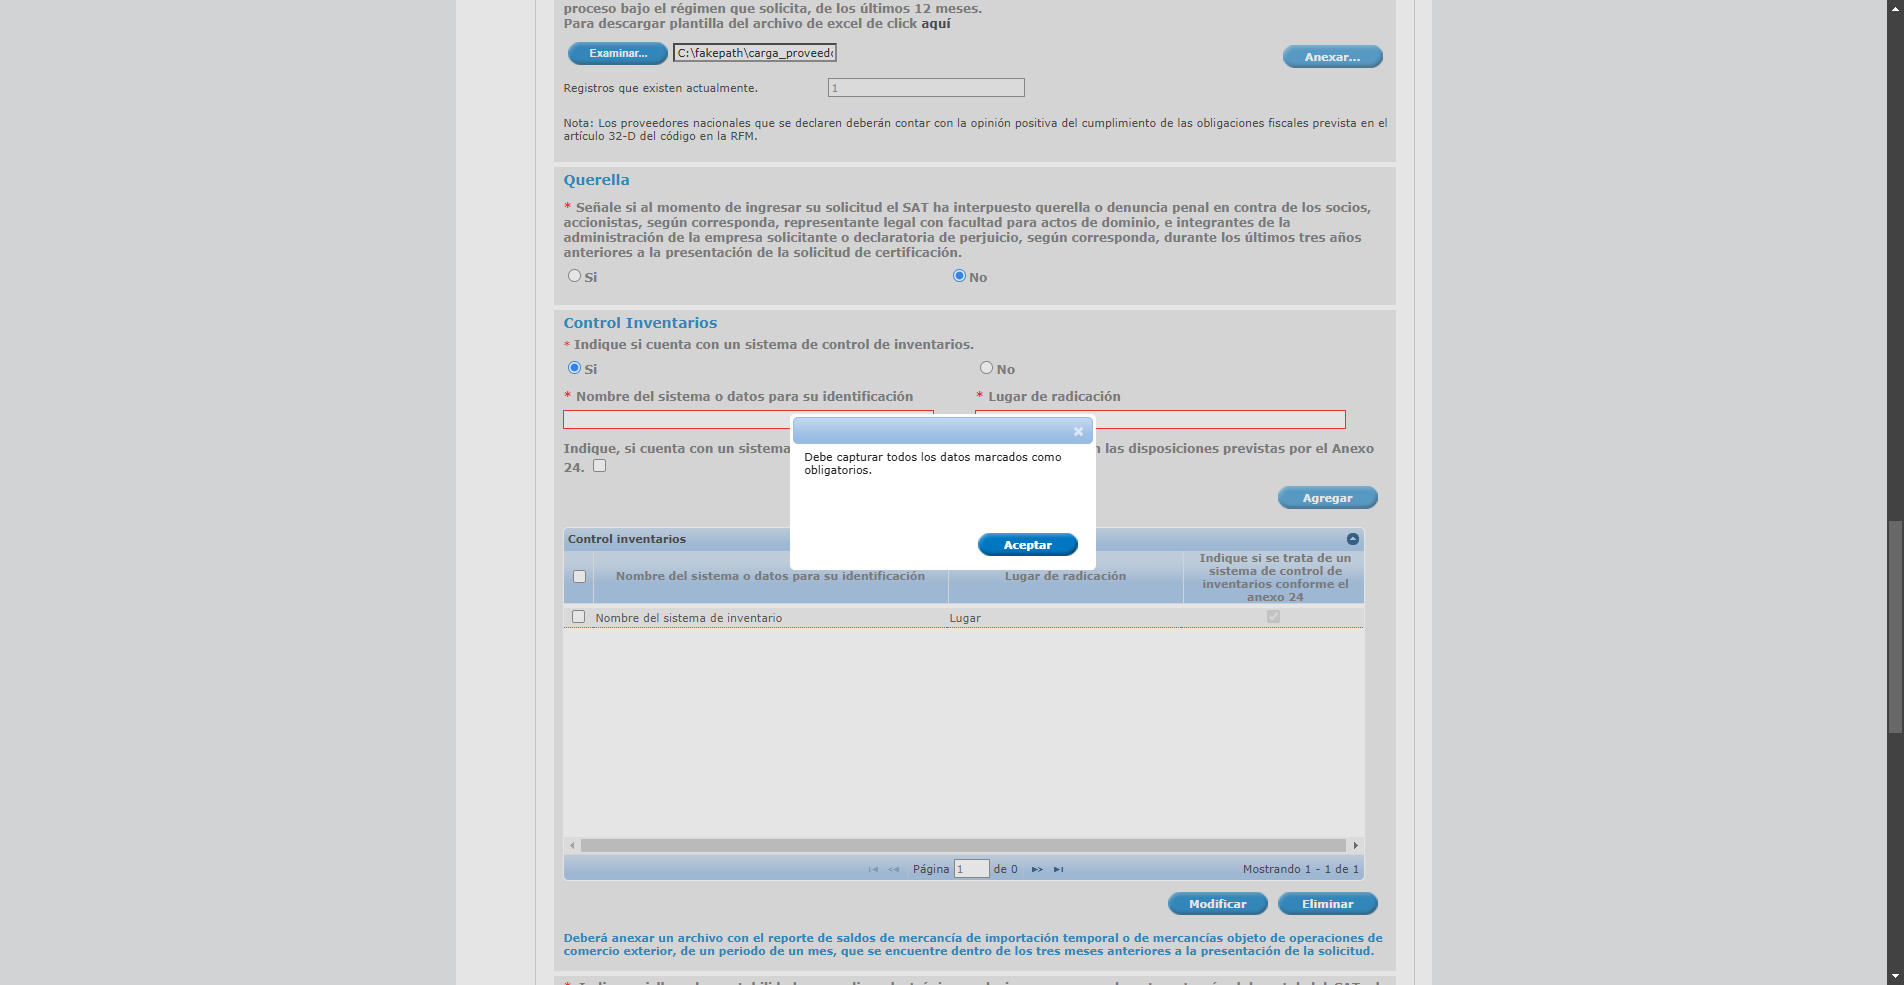 proceso bajo el régimen que solicita, de los últimos 12 meses.
Para descargar plantilla del archivo de excel de click aquí
Examinar... C:\fakepath\carga_proveed Anexar...
Registros que existen actualmente. 1
Nota: Los proveedores nacionales que se declaren deberán contar con la opinión positiva del cumplimiento de las obligaciones fiscales prevista en el
artículo 32-D del código en la RFM.
Querella
* Señale si al momento de ingresar su solicitud el SAT ha interpuesto querella o denuncia penal en contra de los socios,
accionistas, según corresponda, representante legal con facultad para actos de dominio, e integrantes de la
administración de la empresa solicitante o declaratoria de perjuicio, según corresponda, durante los últimos tres años
anteriores a la presentación de la solicitud de certificación.
Si No
Control Inventarios
* Indique si cuenta con un sistema de control de inventarios.
Si No
* Nombre del sistema o datos para su identificación * Lugar de radicación
Indique, si cuenta con un sistema las disposiciones previstas por el Anexo
24.
Debe capturar todos los datos marcados como
obligatorios.
Aceptar
Agregar
Control inventarios
Nombre del sistema o datos para su identificación Lugar de radicación Indique si se trata de un
sistema de control de
inventarios conforme el
anexo 24
Nombre del sistema de inventario Lugar
Página 1 de 0 Mostrando 1 - 1 de 1
Modificar Eliminar
Deberá anexar un archivo con el reporte de saldos de mercancía de importación temporal o de mercancías objeto de operaciones de
comercio exterior, de un periodo de un mes, que se encuentre dentro de los tres meses anteriores a la presentación de la solicitud.